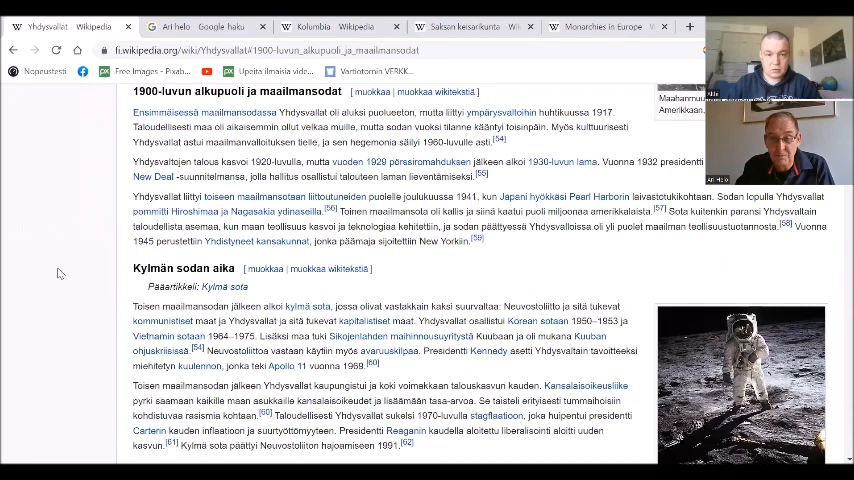 Yhdysvallat Wikipedia
Ari helo Google haku
Kolumbia Wikipedia
Saksan keisarikunta Wik
Monarchies in Europe W
fi.wikipedia.org/wiki/Yhdysvallat#1900-luvun_alkupuoli_ja_maailmansodat
Nopeustesti
Free Images - Pixab...
Upeita ilmaisia video...
Vartiotornin VERKK...
Altti
Ari Helo
Maahanmuu
Amerikkaan.
1900-luvun alkupuoli ja maailmansodat [ muokkaa | muokkaa wikitekstiä ]
Ensimmäisessä maailmansodassa Yhdysvallat oli aluksi puolueeton, mutta liittyi ympärysvaltoihin huhtikuussa 1917.
Taloudellisesti maa oli aikaisemmin ollut velkaa muille, mutta sodan vuoksi tilanne kääntyi toisinpäin. Myös kulttuurisesti
Yhdysvallat astui maailmanvalloituksen tielle, ja sen hegemonia säilyi 1960-luvulle asti.[54]
Yhdysvaltojen talous kasvoi 1920-luvulla, mutta vuoden 1929 pörssiromahduksen jälkeen alkoi 1930-luvun lama. Vuonna 1932 presidentti
New Deal -suunnitelmansa, jolla hallitus osallistui talouteen laman lieventämiseksi.[55]
Yhdysvallat liittyi toiseen maailmansotaan liittoutuneiden puolelle joulukuussa 1941, kun Japani hyökkäsi Pearl Harborin laivastotukikohtaan. Sodan lopulla Yhdysvallat
pommitti Hiroshimaa ja Nagasakia ydinaseilla.[56] Toinen maailmansota oli kallis ja siinä kaatui puoli miljoonaa amerikkalaista.[57] Sota kuitenkin paransi Yhdysvaltain
taloudellista asemaa, kun maan teollisuus kasvoi ja teknologiaa kehitettiin, ja sodan päättyessä Yhdysvalloissa oli yli puolet maailman teollisuustuotannosta.[58] Vuonna
1945 perustettiin Yhdistyneet kansakunnat, jonka päämaja sijoitettiin New Yorkiin.[59]
Kylmän sodan aika [ muokkaa | muokkaa wikitekstiä ]
Pääartikkeli: Kylmä sota
Toisen maailmansodan jälkeen alkoi kylmä sota, jossa olivat vastakkain kaksi suurvaltaa: Neuvostoliitto ja sitä tukevat
kommunistiset maat ja Yhdysvallat ja sitä tukevat kapitalistiset maat. Yhdysvallat osallistui Korean sotaan 1950–1953 ja
Vietnamin sotaan 1964–1975. Lisäksi maa tuki Sikojenlahden maihinnousuyritystä Kuubaan ja oli mukana Kuuban
ohjuskriisissä.[54] Neuvostoliittoa vastaan käytiin myös avaruuskilpaa. Presidentti Kennedy asetti Yhdysvaltain tavoitteeksi
miehitetyn kuulennon, jonka teki Apollo 11 vuonna 1969.[60]
Toisen maailmansodan jälkeen Yhdysvallat kaupungistui ja koki voimakkaan talouskasvun kauden. Kansalaisoikeusliike
pyrki saamaan kaikille maan asukkaille kansalaisoikeudet ja lisäämään tasa-arvoa. Se taisteli erityisesti tummaihoisiin
kohdistuvaa rasismia kohtaan.[60] Taloudellisesti Yhdysvallat sukelsi 1970-luvulla stagflaatioon, joka huipentui presidentti
Carterin kauden inflaatioon ja suurtyöttömyyteen. Presidentti Reaganin kaudella aloitettu liberalisointi aloitti uuden
kasvun.[61] Kylmä sota päättyi Neuvostoliiton hajoamiseen 1991.[62]